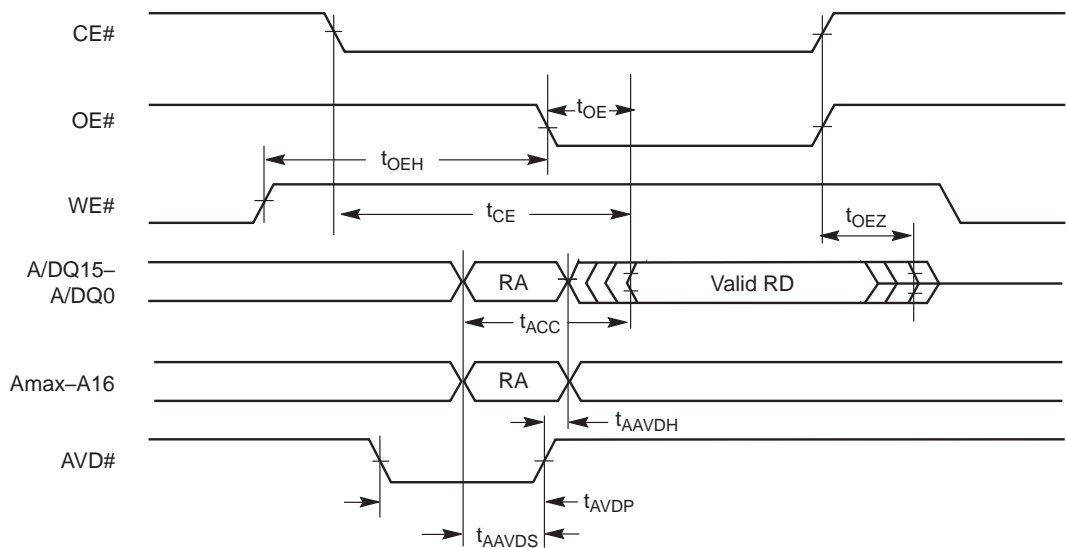 CE#
OE#
tOE
tOEH
WE#
tCE
tOEZ
A/DQ15–
A/DQ0
RA
Valid RD
tACC
Amax–A16
RA
tAAVDH
AVD#
tAVDP
tAAVDS